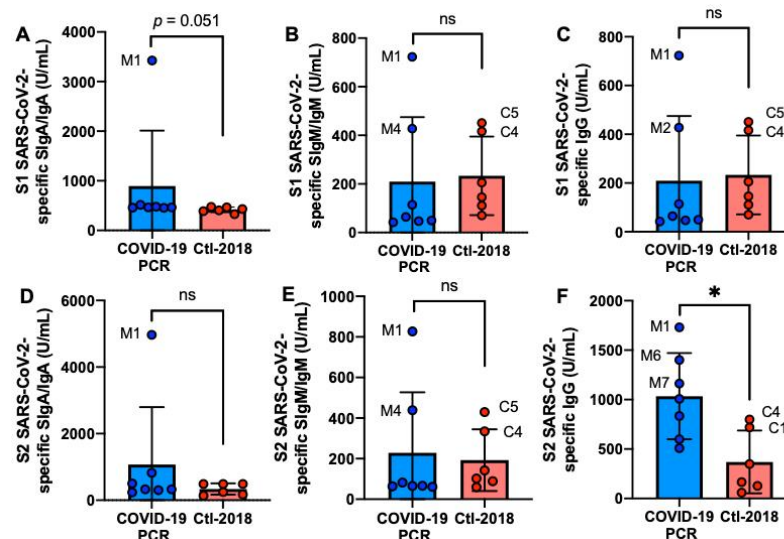 A
S1 SARS-CoV-2-
specific SIgA/IgA (U/mL)
4000
3000
2000
1000
0
p = 0.051
M1
COVID-19
PCR
Ctl-2018
B
S1 SARS-CoV-2-
specific SIgM/IgM (U/mL)
800
600
400
200
0
ns
M1
M4
C5
C4
COVID-19
PCR
Ctl-2018
C
S1 SARS-CoV-2-
specific IgG (U/mL)
800
600
400
200
0
ns
M1
M2
C5
C4
COVID-19
PCR
Ctl-2018
D
S2 SARS-CoV-2-
specific SIgA/IgA (U/mL)
6000
4000
2000
0
ns
M1
COVID-19
PCR
Ctl-2018
E
S2 SARS-CoV-2-
specific SIgM/IgM (U/mL)
1000
800
600
400
200
0
ns
M1
M4
C5
C4
COVID-19
PCR
Ctl-2018
F
S2 SARS-CoV-2-
specific IgG (U/mL)
2000
1500
1000
500
0
*
M1
M6
M7
C4
C1
COVID-19
PCR
Ctl-2018